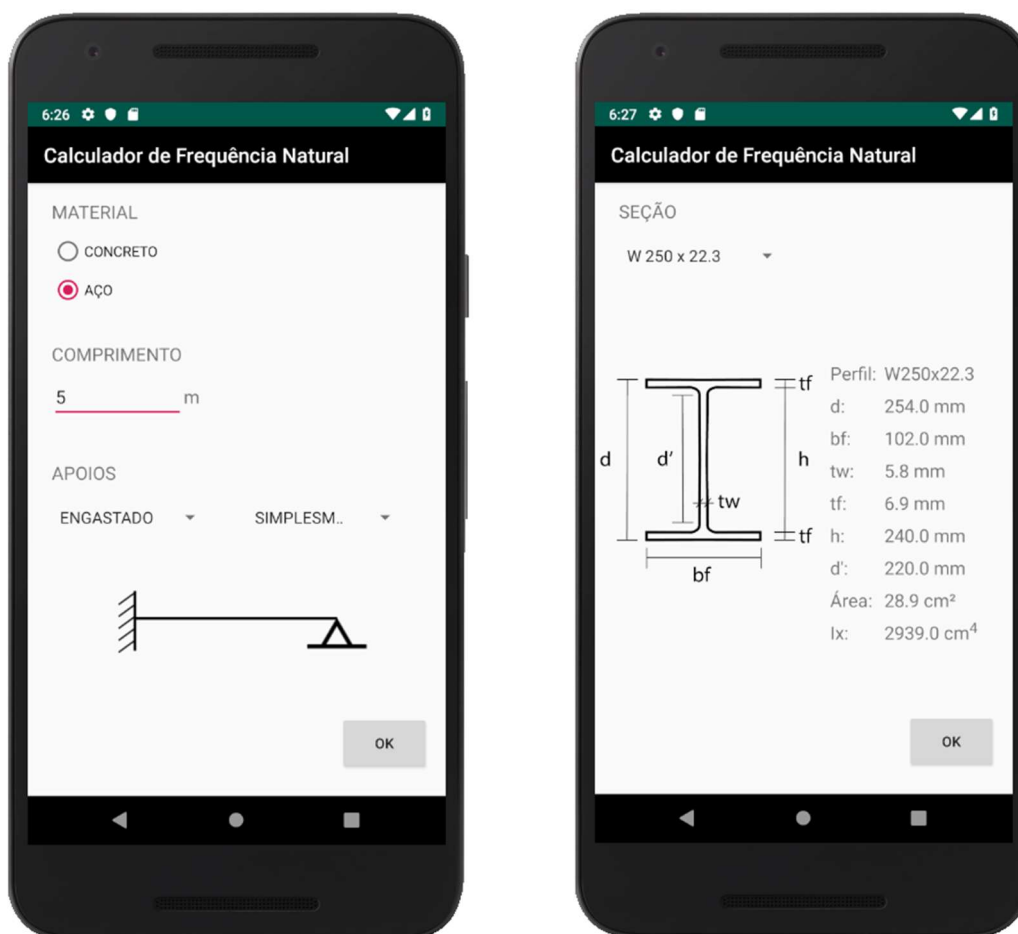 6:26
Calculador de Frequência Natural
MATERIAL
CONCRETO
AÇO
COMPRIMENTO
5 m
APOIOS
ENGASTADO SIMPLESM..
OK
6:27
Calculador de Frequência Natural
SEÇÃO
W 250 x 22.3
d
d'
tw
h
tf
tf
bf
Perfil: W250x22.3
d: 254.0 mm
bf: 102.0 mm
tw: 5.8 mm
tf: 6.9 mm
h: 240.0 mm
d': 220.0 mm
Área: 28.9 cm²
Ix: 2939.0 cm⁴
OK